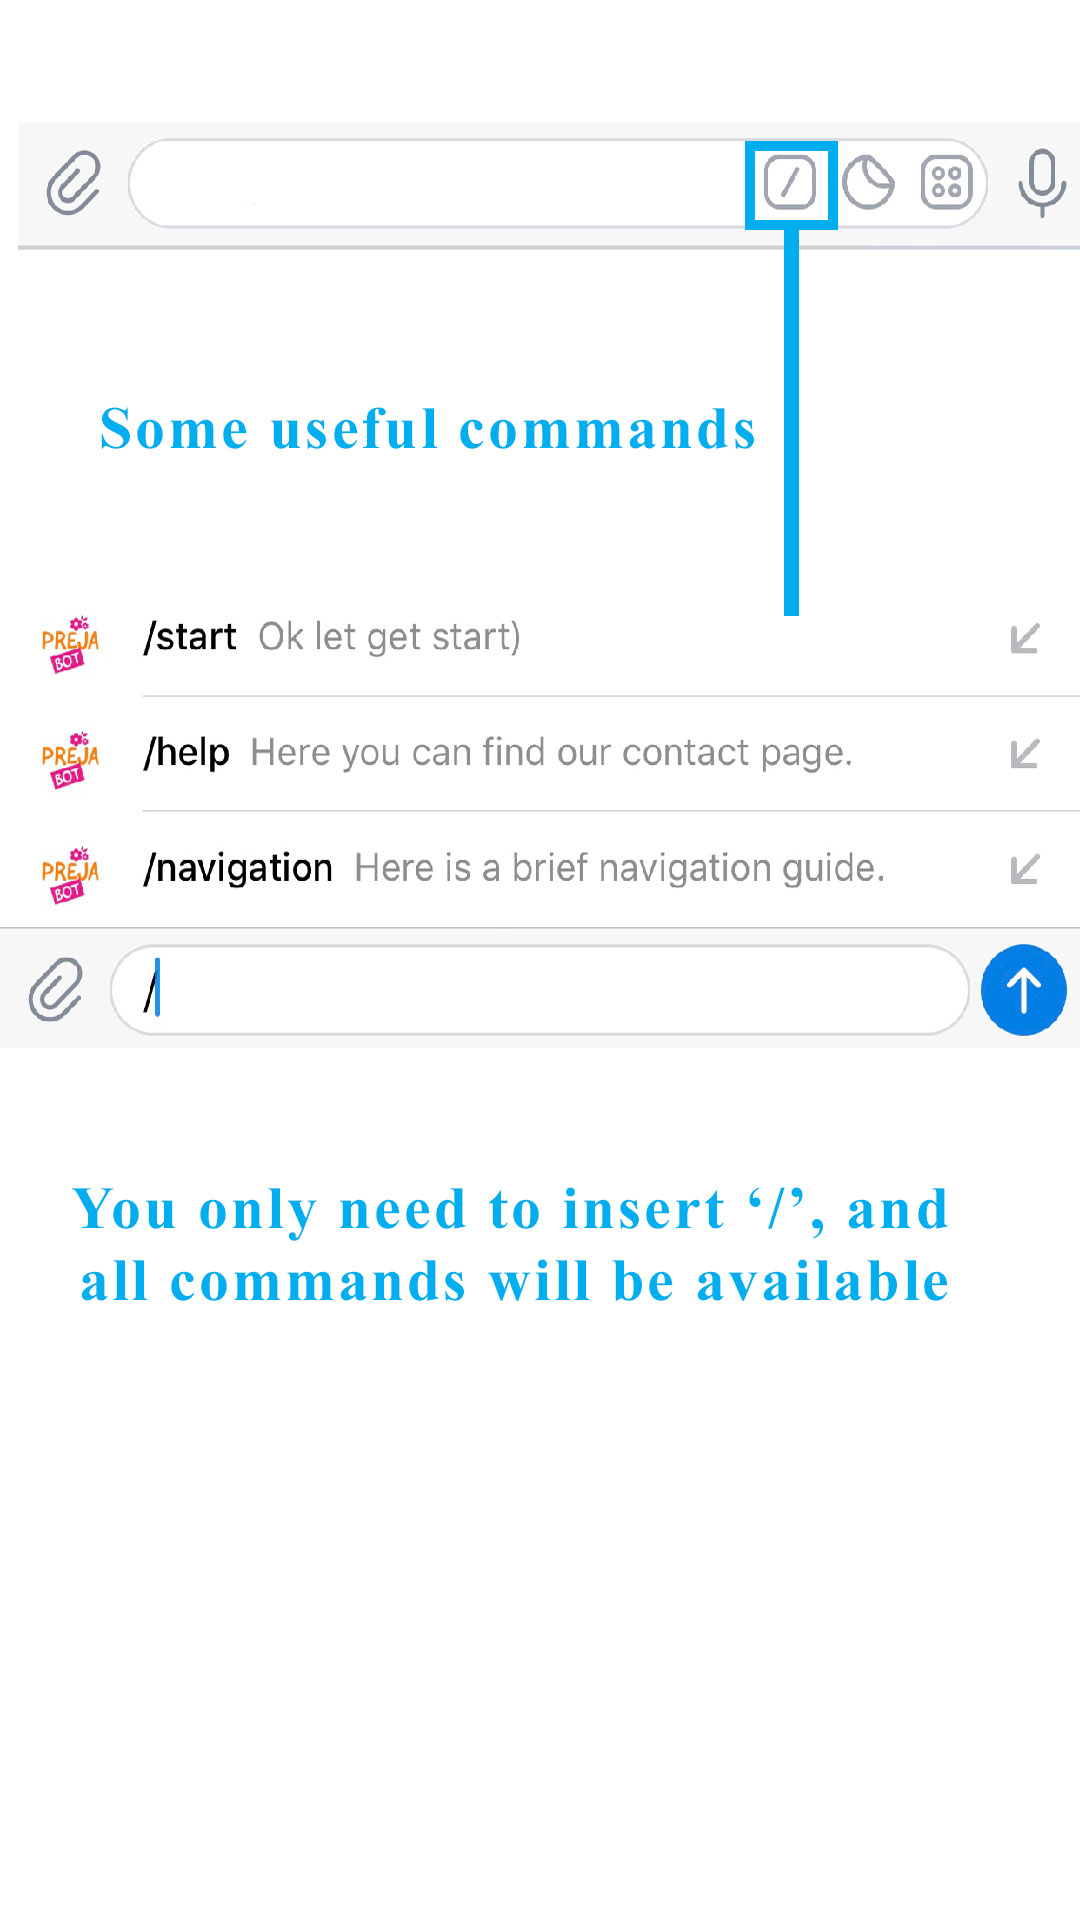 Some useful commands
PREJA
BOT
/start Ok let get start)
PREJA
BOT
/help Here you can find our contact page.
PREJA
BOT
/navigation Here is a brief navigation guide.
/
You only need to insert ‘/’, and
all commands will be available